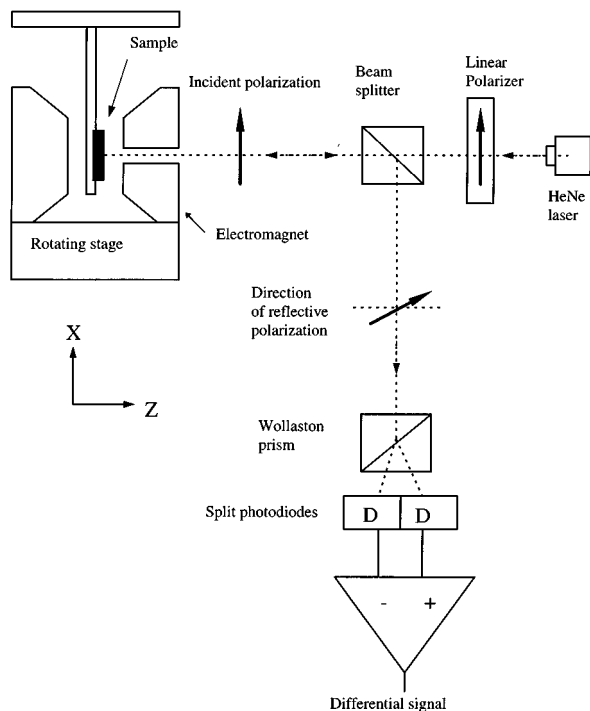 Sample
Incident polarization
Beam
splitter
Linear
Polarizer
HeNe
laser
Electromagnet
Rotating stage
Direction
of reflective
polarization
X
Z
Wollaston
prism
Split photodiodes
D D
- +
Differential signal